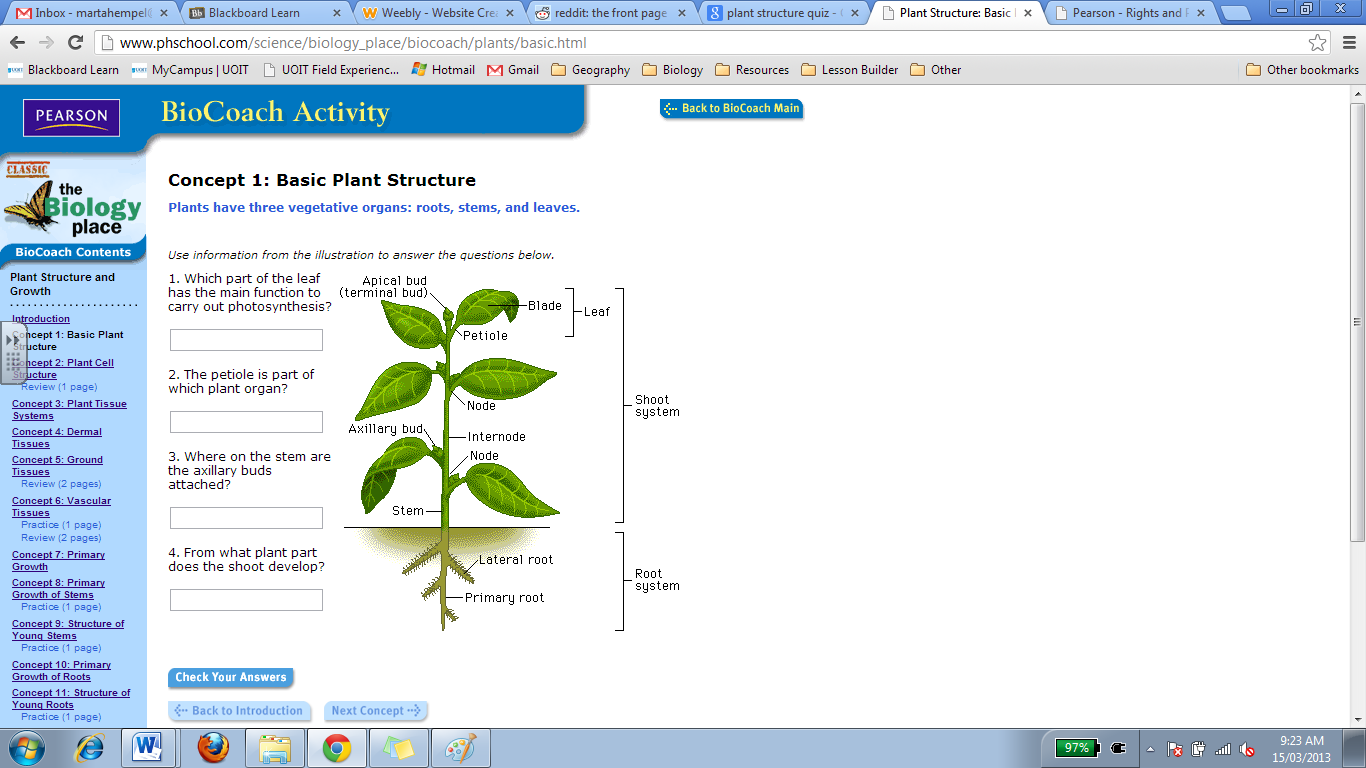 Inbox - martahempel@
Blackboard Learn
Weebly - Website Crea
reddit: the front page
plant structure quiz - G
Plant Structure: Basic
Pearson - Rights and P
www.phschool.com/science/biology_place/biocoach/plants/basic.html
Blackboard Learn
MyCampus | UOIT
UOIT Field Experienc...
Hotmail
Gmail
Geography
Biology
Resources
Lesson Builder
Other
Other bookmarks
PEARSON
BioCoach Activity
Back to BioCoach Main
CLASSIC
the
Biology
place
BioCoach Contents
Plant Structure and
Growth
Introduction
Concept 1: Basic Plant
Structure
Concept 2: Plant Cell
Structure
Review (1 page)
Concept 3: Plant Tissue
Systems
Concept 4: Dermal
Tissues
Concept 5: Ground
Tissues
Review (2 pages)
Concept 6: Vascular
Tissues
Practice (1 page)
Review (2 pages)
Concept 7: Primary
Growth
Concept 8: Primary
Growth of Stems
Practice (1 page)
Concept 9: Structure of
Young Stems
Practice (1 page)
Concept 10: Primary
Growth of Roots
Concept 11: Structure of
Young Roots
Practice (1 page)
Concept 1: Basic Plant Structure
Plants have three vegetative organs: roots, stems, and leaves.
Use information from the illustration to answer the questions below.
1. Which part of the leaf
has the main function to
carry out photosynthesis?
2. The petiole is part of
which plant organ?
3. Where on the stem are
the axillary buds
attached?
4. From what plant part
does the shoot develop?
Apical bud
(terminal bud)
Blade
Leaf
Petiole
Node
Shoot
system
Axillary bud
Internode
Node
Stem
Lateral root
Root
system
Primary root
Check Your Answers
Back to Introduction
Next Concept
97%
9:23 AM
15/03/2013